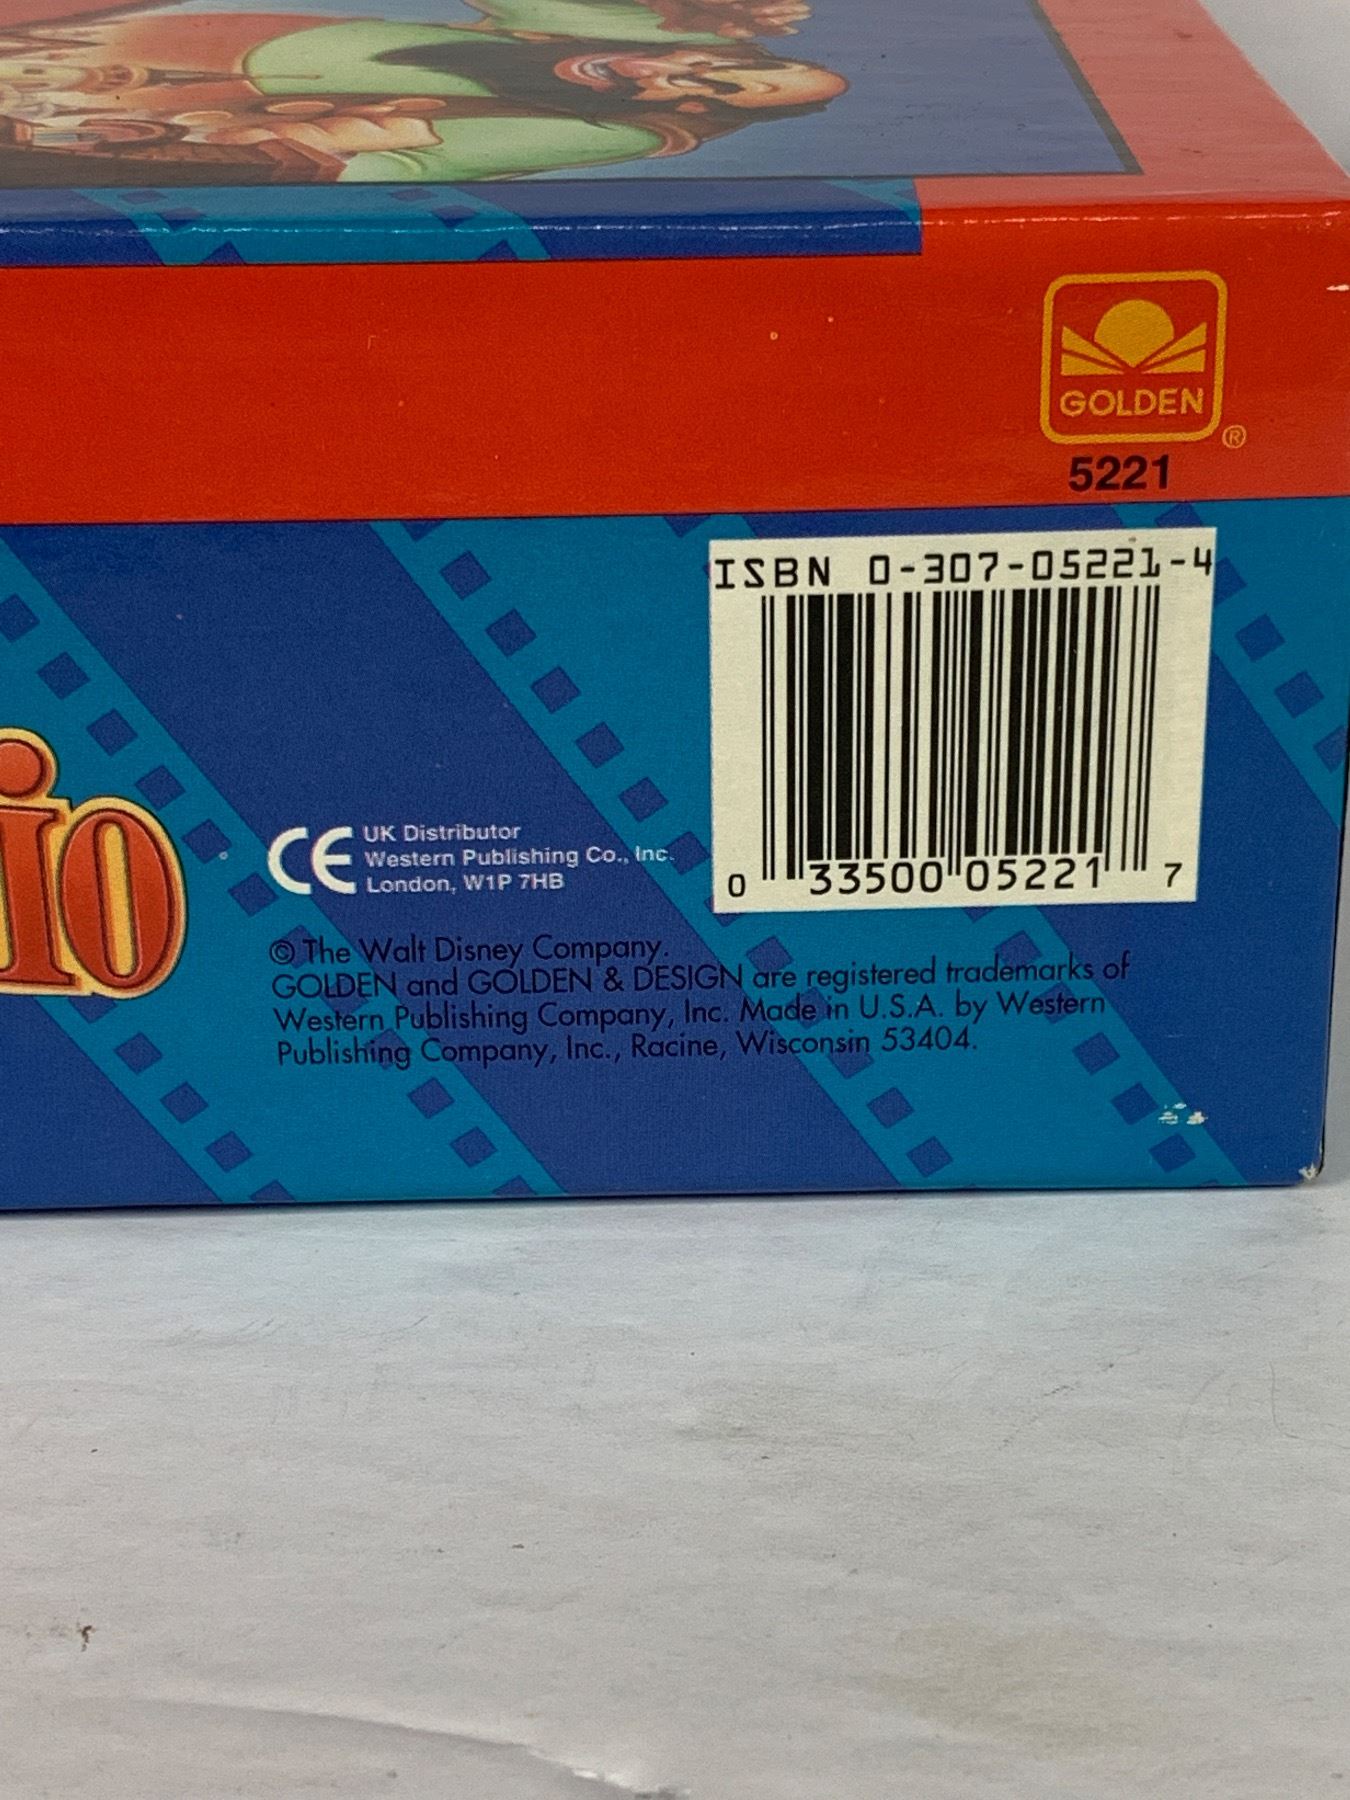 GOLDEN
®
5221
ISBN 0-307-05221-4
0 33500 05221 7
io
CE
UK Distributor
Western Publishing Co., Inc.
London, W1P 7HB
© The Walt Disney Company.
GOLDEN and GOLDEN & DESIGN are registered trademarks of
Western Publishing Company, Inc. Made in U.S.A. by Western
Publishing Company, Inc., Racine, Wisconsin 53404.